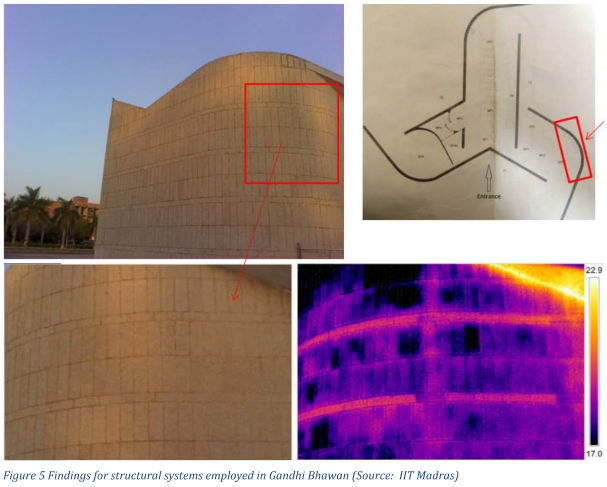 Entrance
22.9
17.0
Figure 5 Findings for structural systems employed in Gandhi Bhawan (Source: IIT Madras)